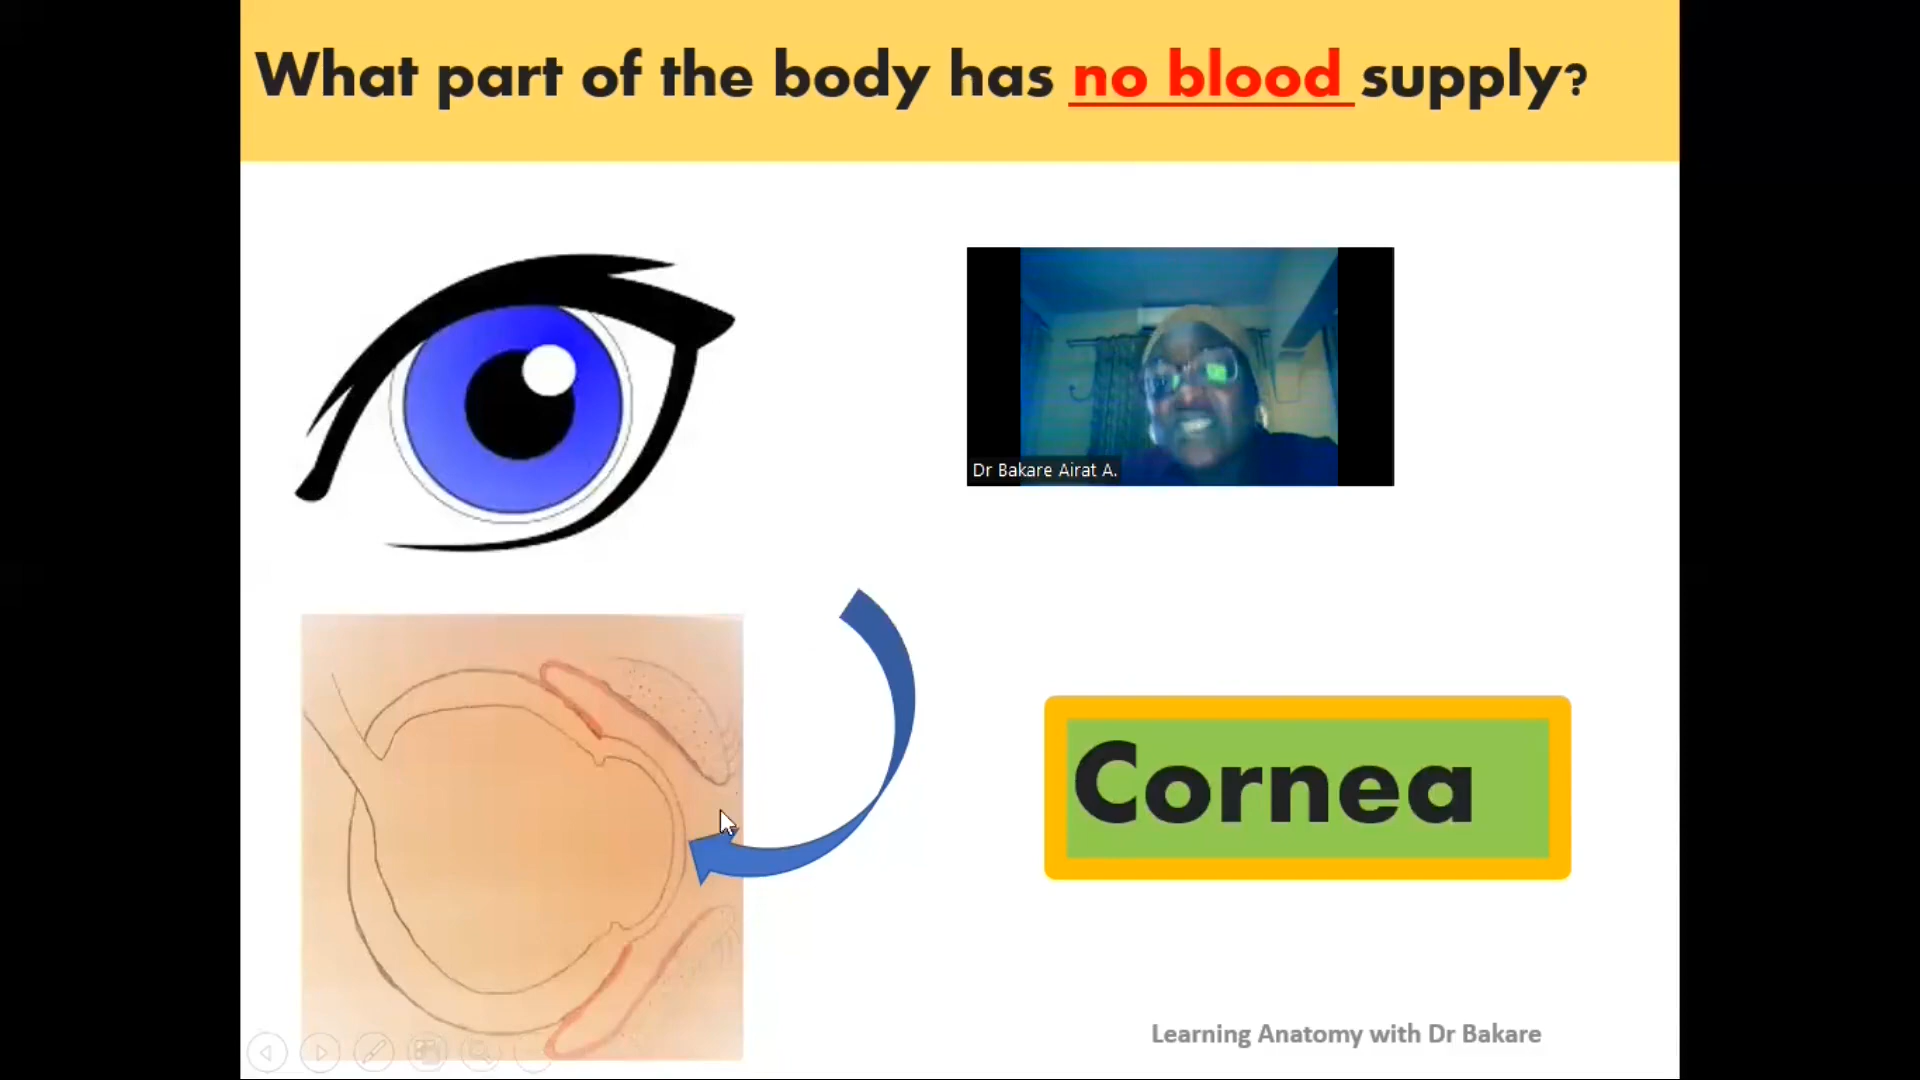 What part of the body has no blood supply?
Dr Bakare Airat A.
Cornea
Learning Anatomy with Dr Bakare